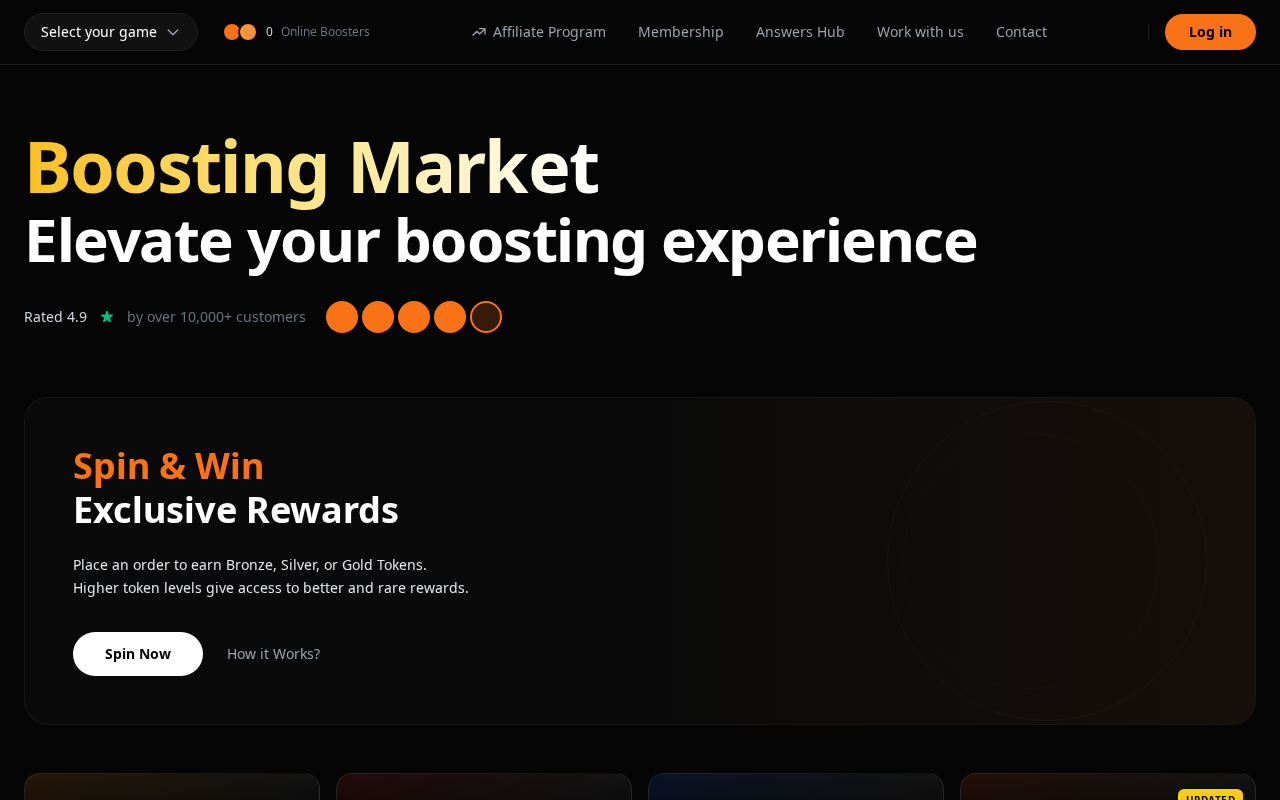 Select your game
0 Online Boosters
Affiliate Program
Membership
Answers Hub
Work with us
Contact
Log in
Boosting Market
Elevate your boosting experience
Rated 4.9 by over 10,000+ customers
Spin & Win
Exclusive Rewards
Place an order to earn Bronze, Silver, or Gold Tokens.
Higher token levels give access to better and rare rewards.
Spin Now
How it Works?
UPDATED